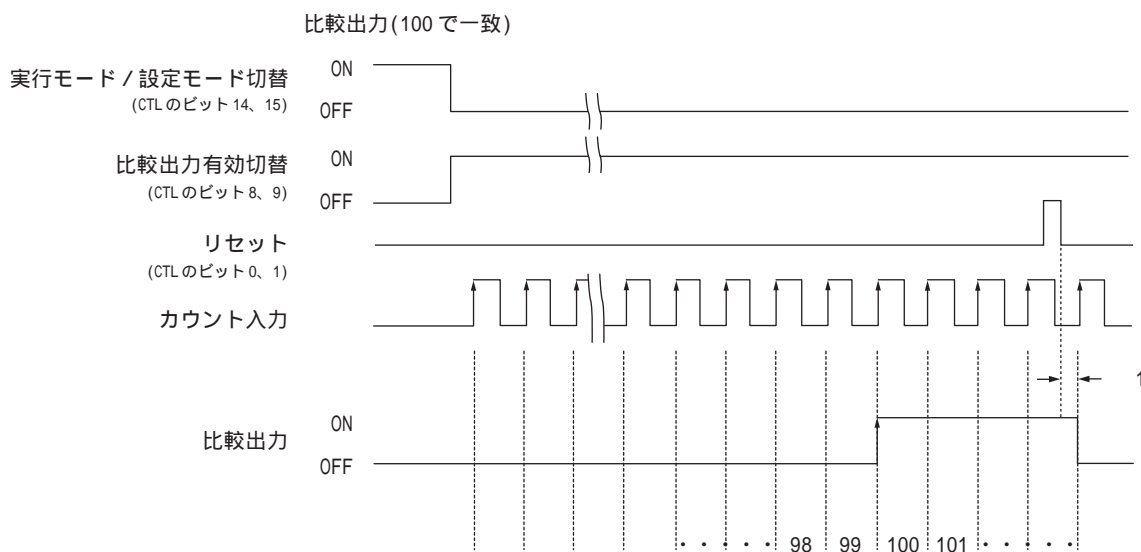 比較出力(100 で一致)
実行モード / 設定モード切替
(CTL のビット 14、15)
ON
OFF
比較出力有効切替
(CTL のビット 8、9)
ON
OFF
リセット
(CTL のビット 0、1)
カウント入力
1
比較出力
ON
OFF
・・・・・ 98 99 100 101 ・・・・・